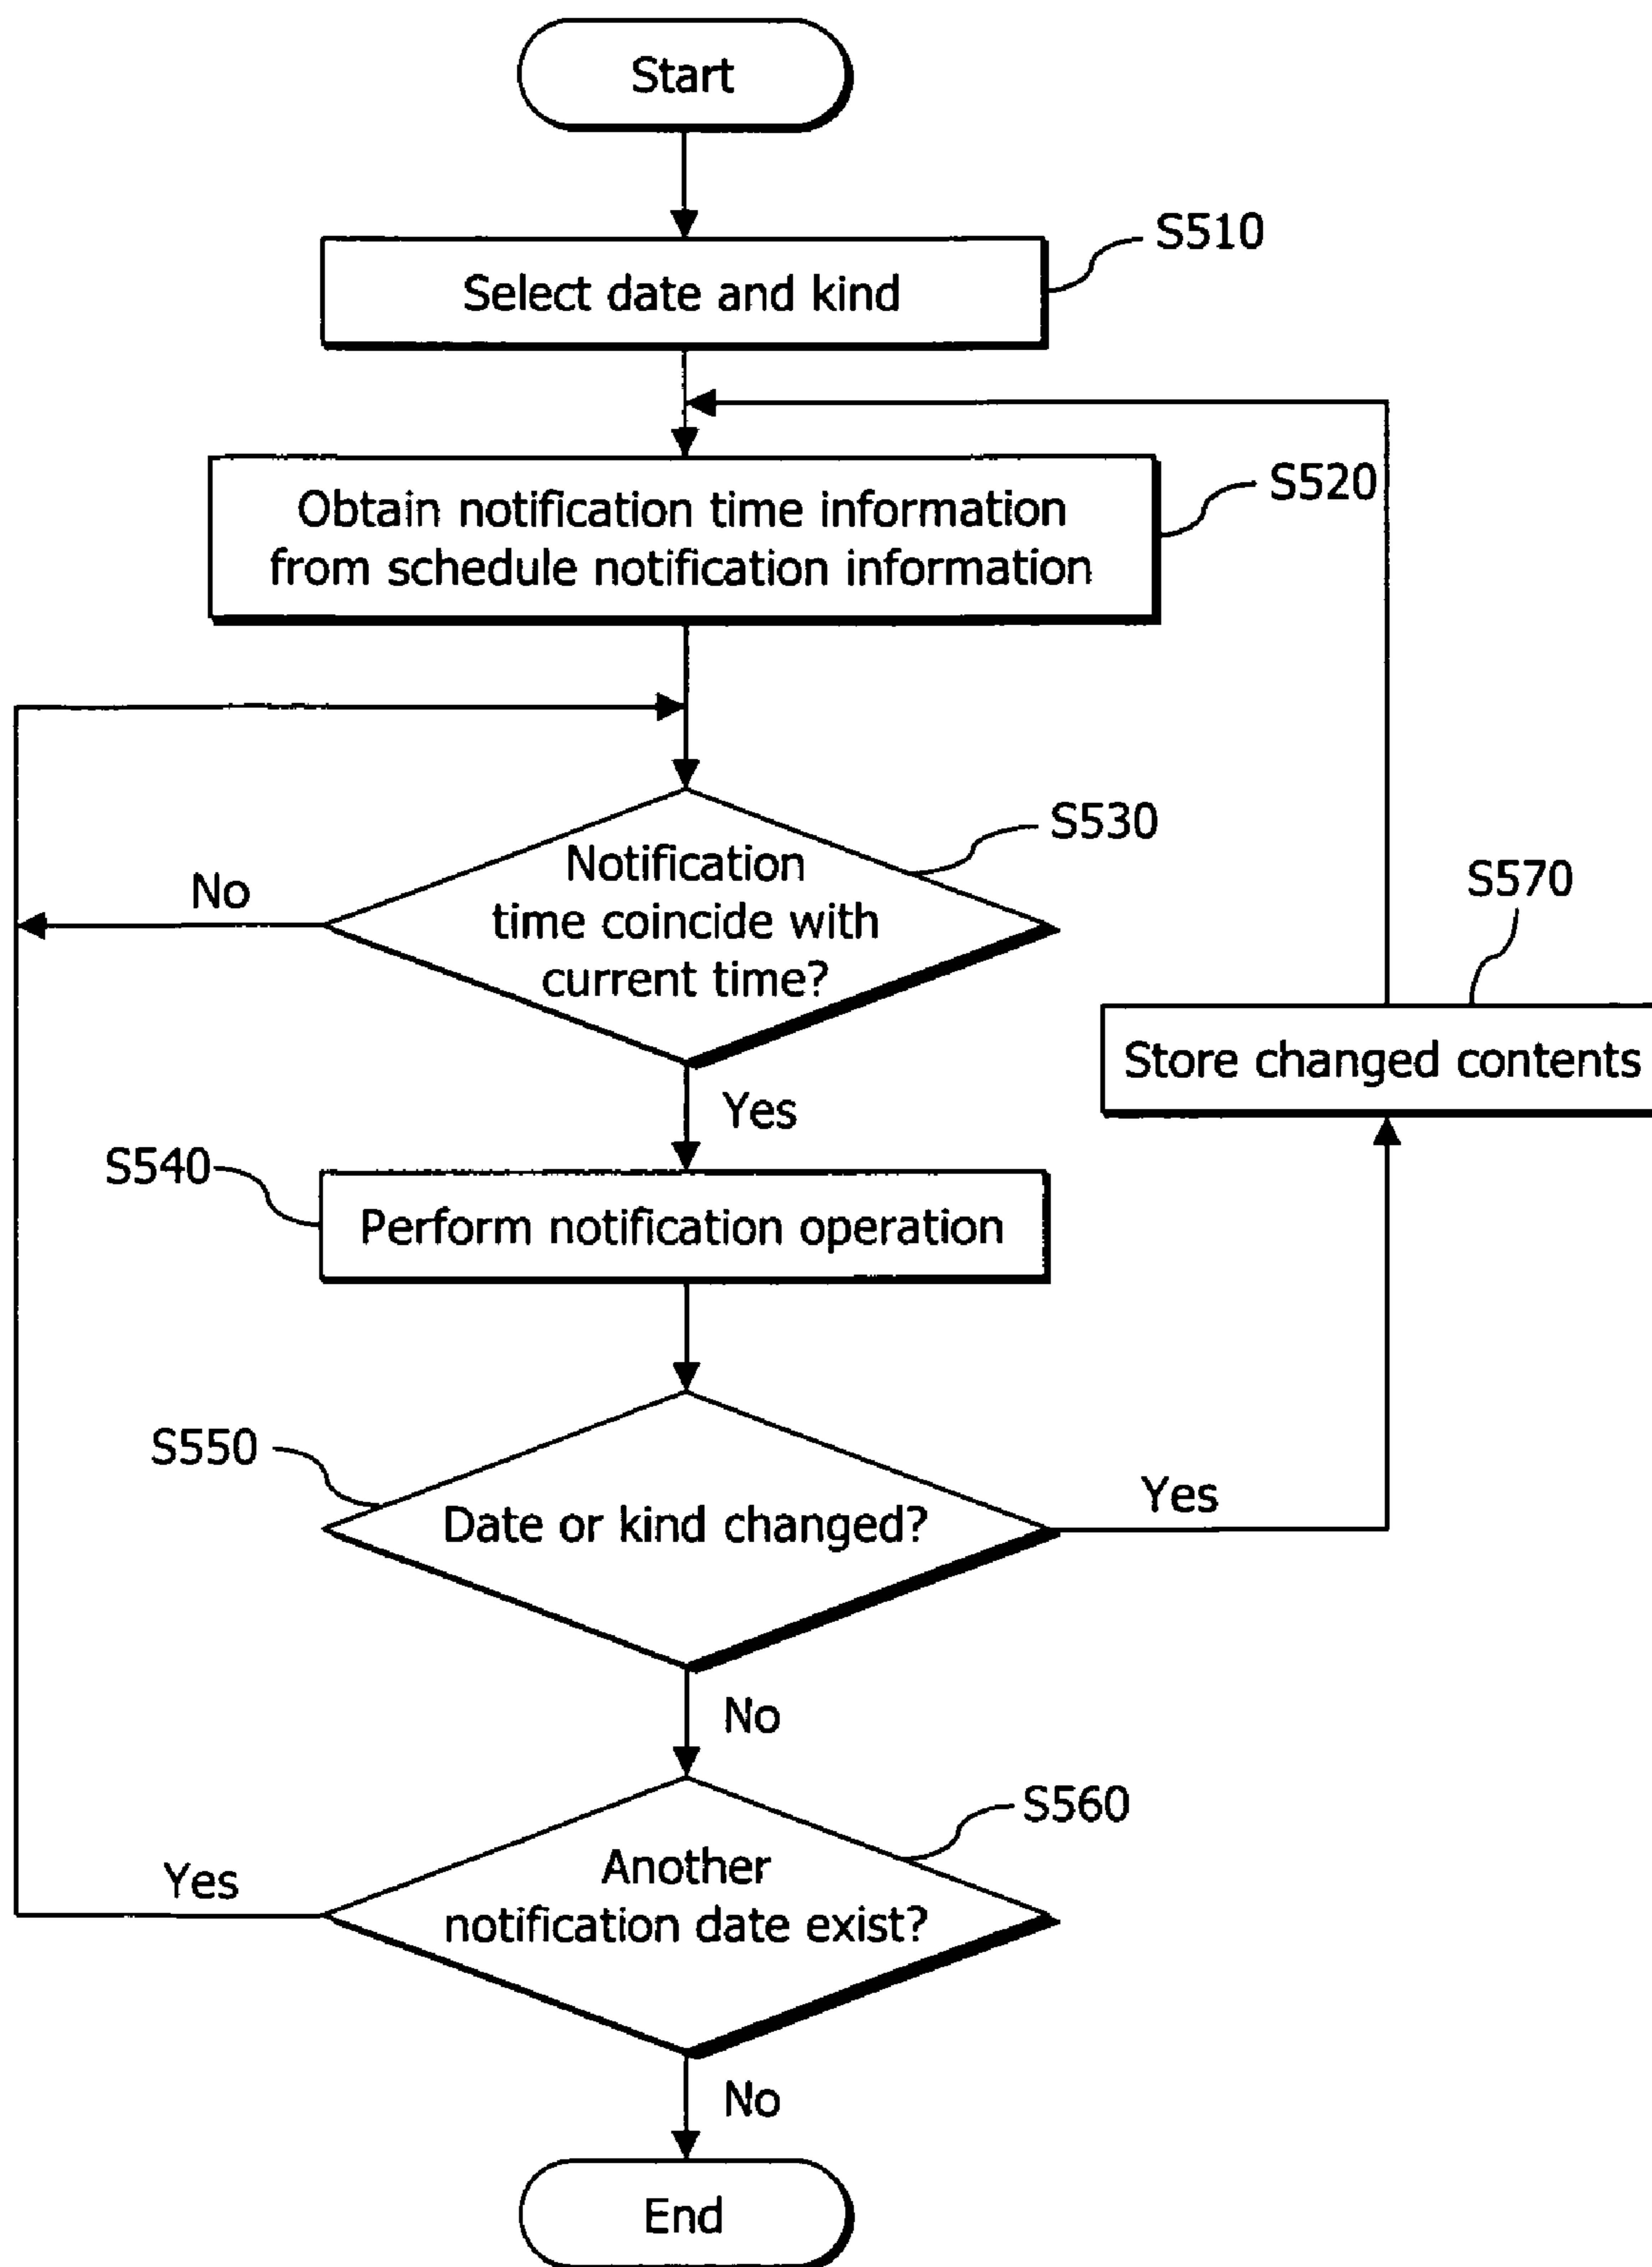 Start
S510
Select date and kind
S520
Obtain notification time information
from schedule notification information
S530
Notification
time coincide with
current time?
No
S570
Store changed contents
Yes
S540
Perform notification operation
S550
Date or kind changed?
Yes
No
S560
Another
notification date exist?
Yes
No
End